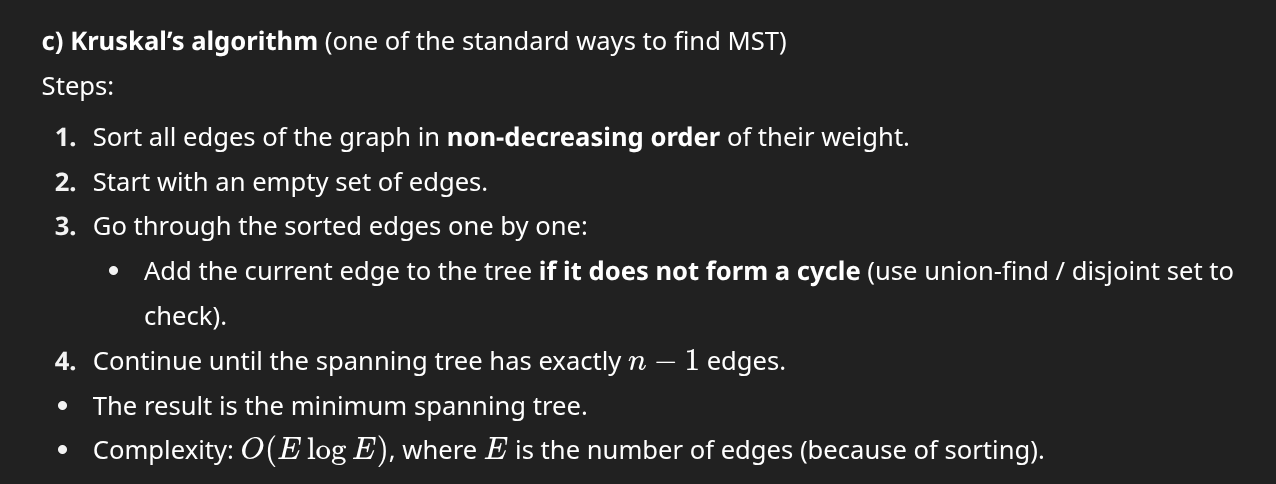 c) Kruskal’s algorithm (one of the standard ways to find MST)
Steps:
1. Sort all edges of the graph in non-decreasing order of their weight.
2. Start with an empty set of edges.
3. Go through the sorted edges one by one:
• Add the current edge to the tree if it does not form a cycle (use union-find / disjoint set to
check).
4. Continue until the spanning tree has exactly n − 1 edges.
• The result is the minimum spanning tree.
• Complexity: O(E log E), where E is the number of edges (because of sorting).